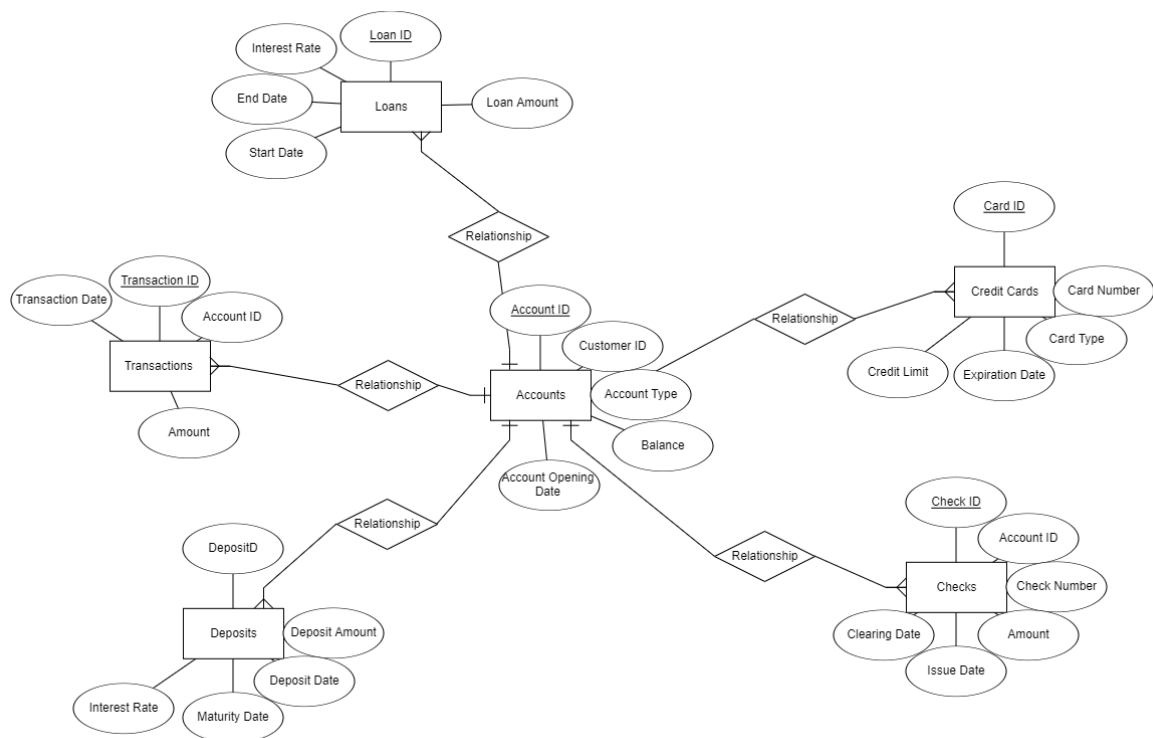 Loan ID
Interest Rate
End Date
Loans
Loan Amount
Start Date
Relationship
Card ID
Transaction Date
Transaction ID
Account ID
Transactions
Amount
Relationship
Account ID
Customer ID
Accounts
Account Type
Balance
Account Opening
Date
Relationship
Credit Cards
Card Number
Card Type
Credit Limit
Expiration Date
Relationship
DepositD
Deposits
Deposit Amount
Deposit Date
Interest Rate
Maturity Date
Relationship
Check ID
Account ID
Checks
Check Number
Clearing Date
Amount
Issue Date